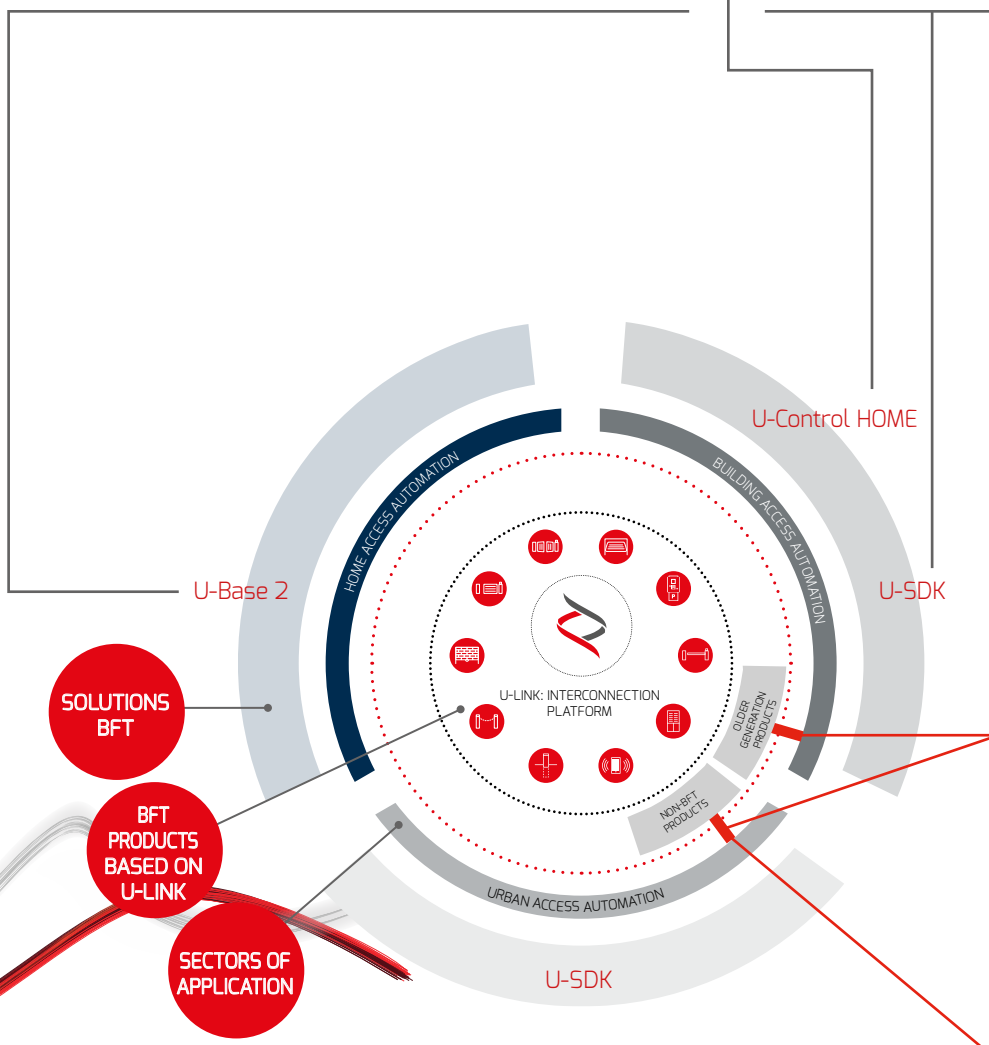 U-Control HOME
HOME ACCESS AUTOMATION
BUILDING ACCESS AUTOMATION
U-Base 2
U-SDK
SOLUTIONS
BFT
U-LINK: INTERCONNECTION
PLATFORM
P
OLDER
GENERATION
PRODUCTS
NON-BFT
PRODUCTS
BFT
PRODUCTS
BASED ON
U-LINK
URBAN ACCESS AUTOMATION
SECTORS OF
APPLICATION
U-SDK